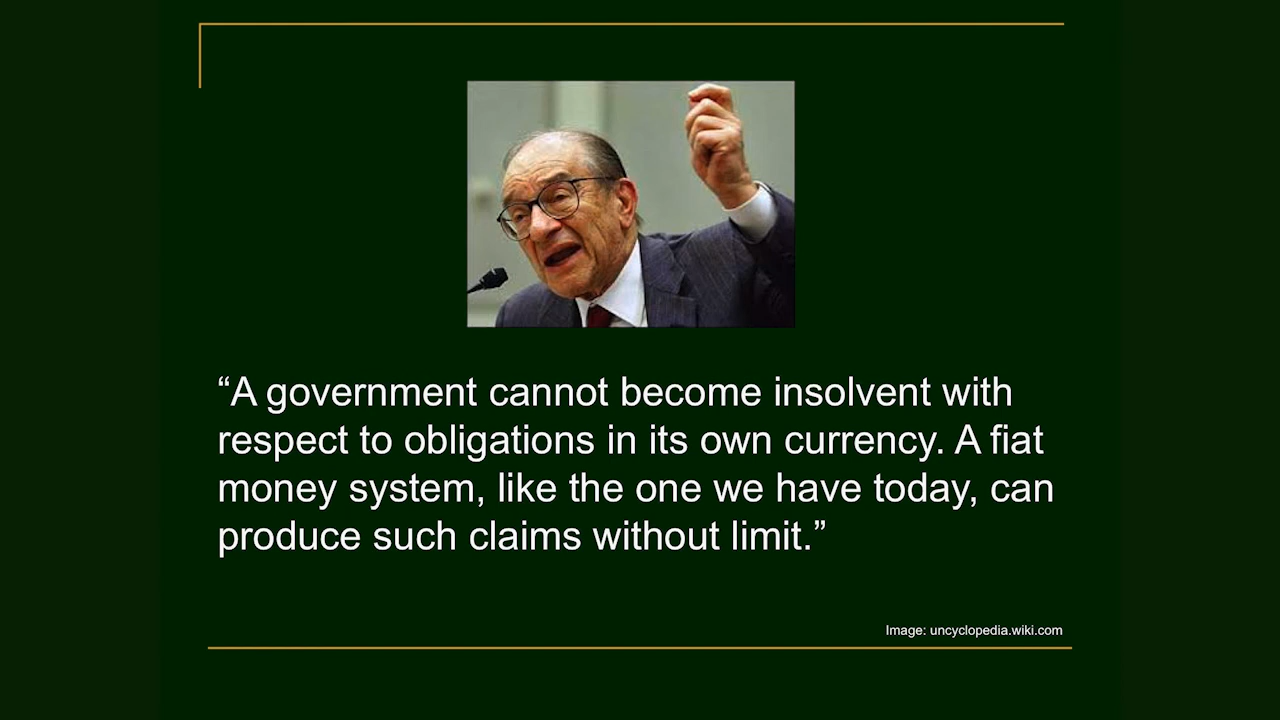 “A government cannot become insolvent with
respect to obligations in its own currency. A fiat
money system, like the one we have today, can
produce such claims without limit.”
Image: uncyclopedia.wiki.com